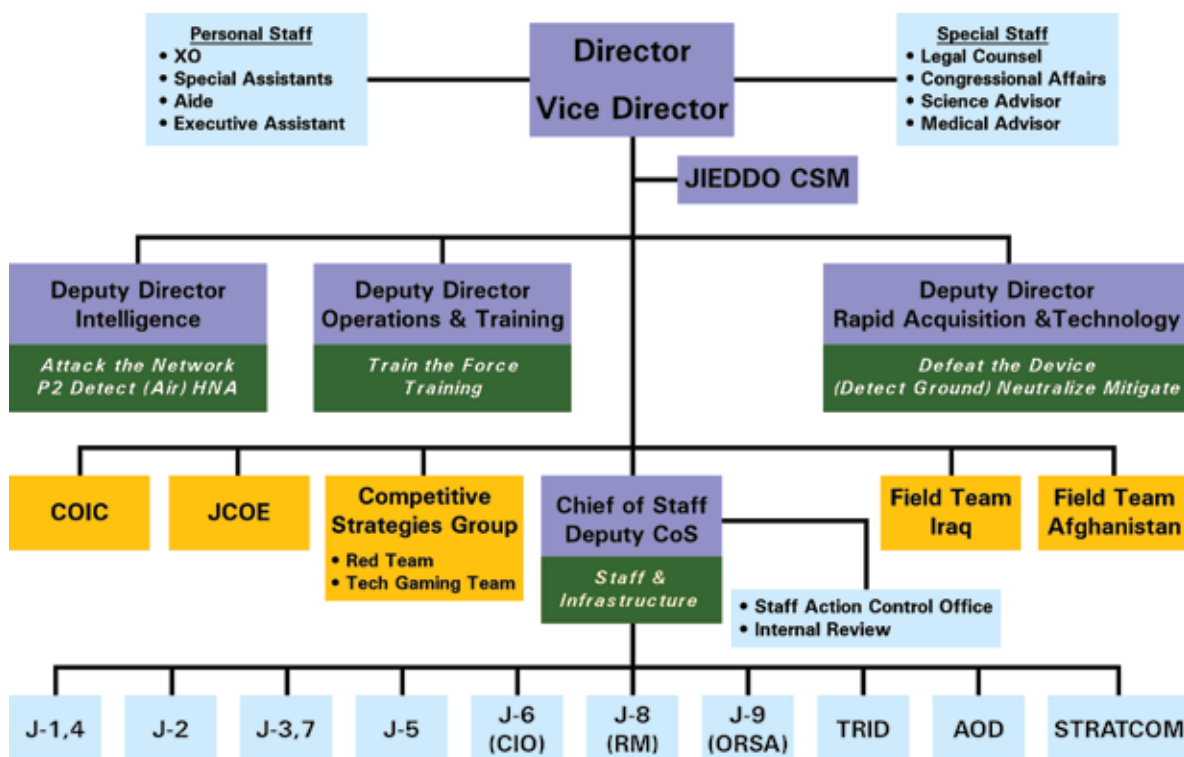 Personal Staff
• XO
• Special Assistants
• Aide
• Executive Assistant
Director
Vice Director
Special Staff
• Legal Counsel
• Congressional Affairs
• Science Advisor
• Medical Advisor
JIEDDO CSM
Deputy Director
Intelligence
Attack the Network
P2 Detect (Air) HNA
Deputy Director
Operations & Training
Train the Force
Training
Deputy Director
Rapid Acquisition &Technology
Defeat the Device
(Detect Ground) Neutralize Mitigate
COIC
JCOE
Competitive
Strategies Group
• Red Team
• Tech Gaming Team
Chief of Staff
Deputy CoS
Staff &
Infrastructure
Field Team
Iraq
Field Team
Afghanistan
• Staff Action Control Office
• Internal Review
J-1,4
J-2
J-3,7
J-5
J-6
(CIO)
J-8
(RM)
J-9
(ORSA)
TRID
AOD
STRATCOM